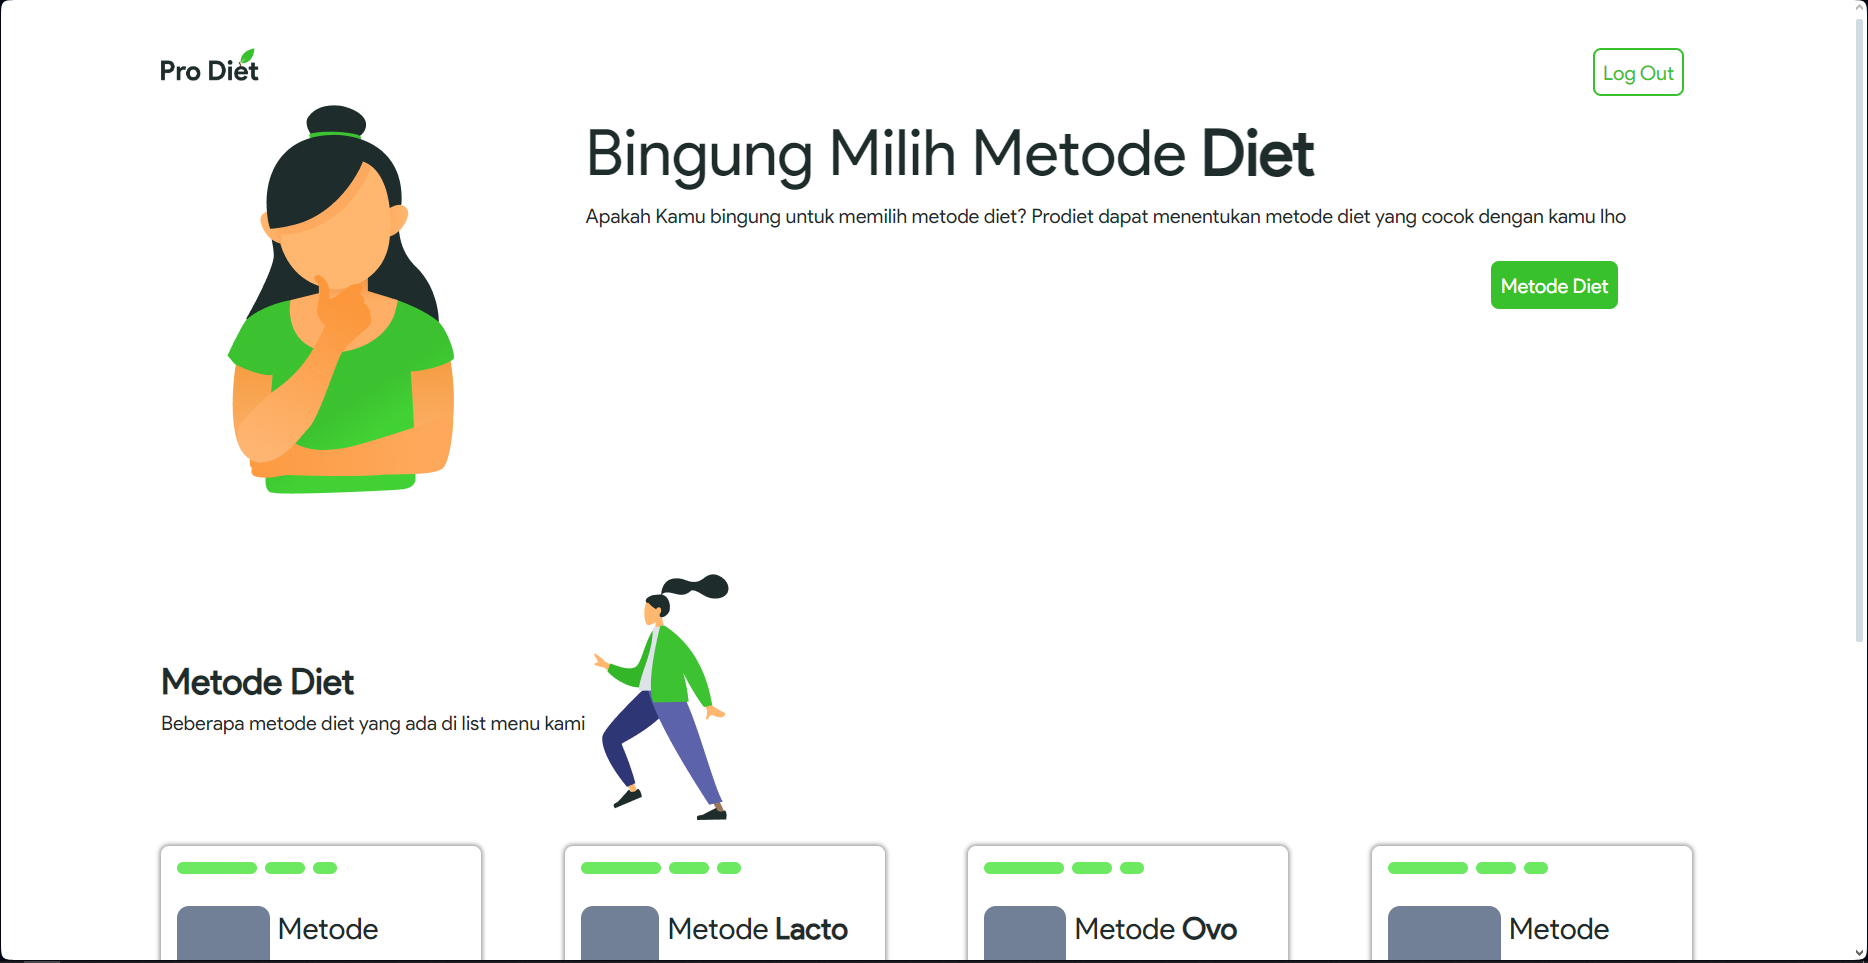 Pro Diet
Log Out
Bingung Milih Metode Diet
Apakah Kamu bingung untuk memilih metode diet? Prodiet dapat menentukan metode diet yang cocok dengan kamu lho
Metode Diet
Metode Diet
Beberapa metode diet yang ada di list menu kami
Metode
Metode Lacto
Metode Ovo
Metode